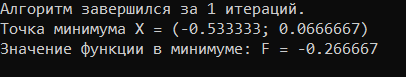 Алгоритм завершился за 1 итераций.
Точка минимума X = (-0.533333; 0.0666667)
Значение функции в минимуме: F = -0.266667